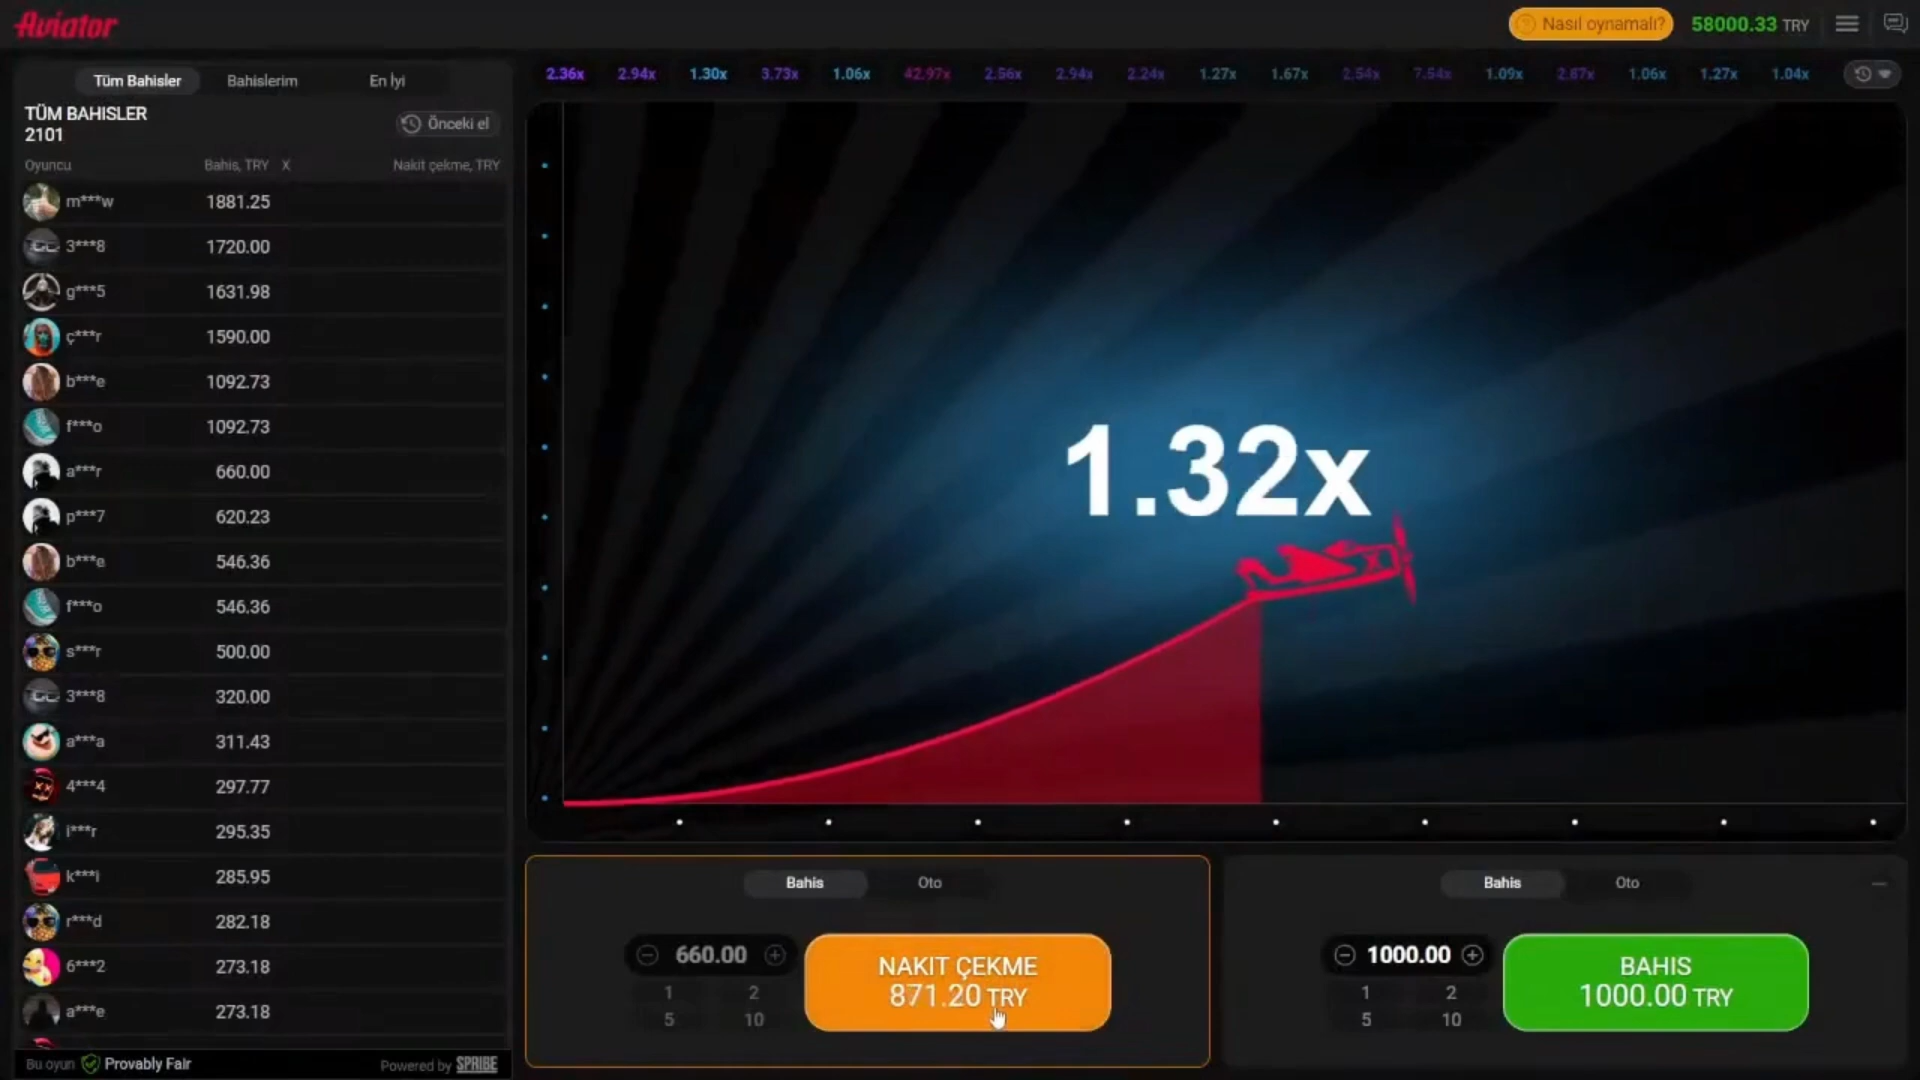 Aviator
Nasıl oynamalı?
58000.33 TRY
Tüm Bahisler
Bahislerim
En İyi
2.36x 2.94x 1.30x 3.73x 1.06x 42.97x 2.56x 2.94x 2.24x 1.27x 1.67x 2.54x 7.54x 1.09x 2.87x 1.06x 1.27x 1.04x
TÜM BAHISLER
2101
Önceki el
Oyuncu Bahis, TRY X Nakit çekme, TRY
m***w 1881.25
3***8 1720.00
g***5 1631.98
ç***r 1590.00
b***e 1092.73
f***o 1092.73
a***r 660.00
p***7 620.23
b***e 546.36
f***o 546.36
s***r 500.00
3***8 320.00
a***a 311.43
4***4 297.77
i***r 295.35
k***i 285.95
r***d 282.18
6***2 273.18
a***e 273.18
Bu oyun Provably Fair
Powered by SPRIBE
1.32x
Bahis Oto
660.00
1 2
5 10
NAKIT ÇEKME
871.20 TRY
Bahis Oto
1000.00
1 2
5 10
BAHIS
1000.00 TRY